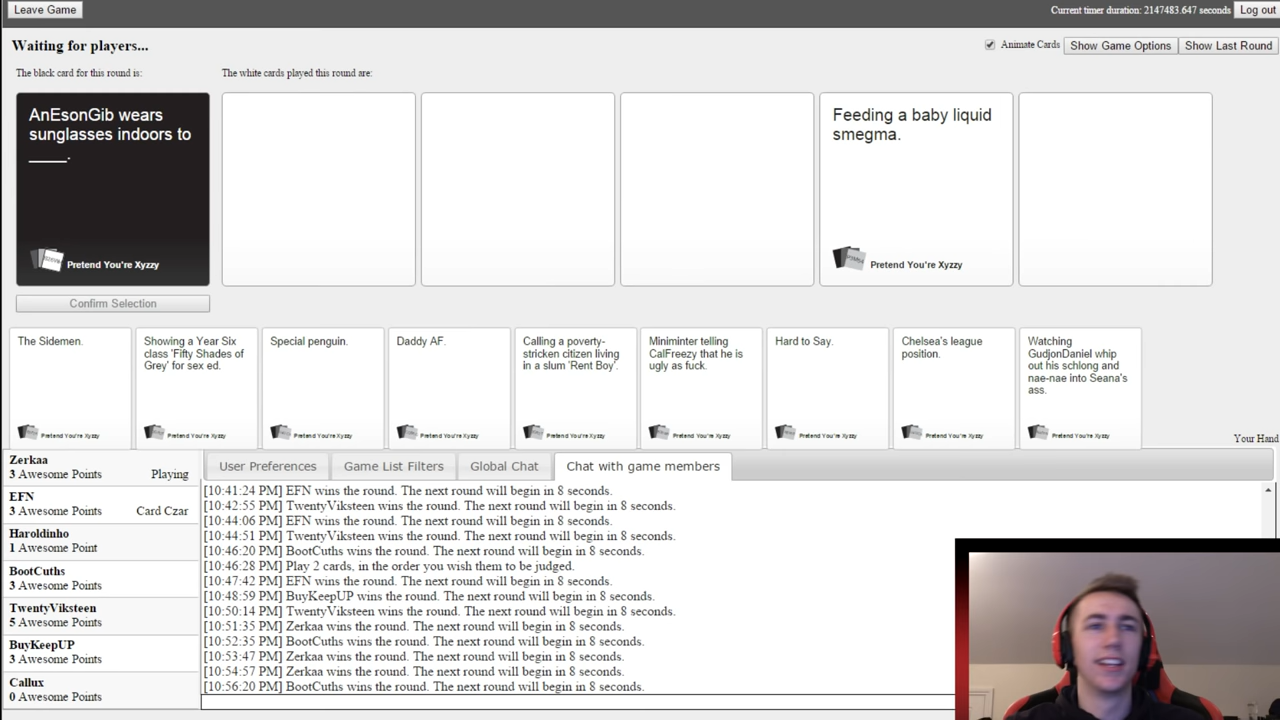 Leave Game
Current timer duration: 2147483.647 seconds
Log out
Waiting for players...
Animate Cards
Show Game Options
Show Last Round
The black card for this round is:
The white cards played this round are:
AnEsonGib wears
sunglasses indoors to
____.
Pretend You're Xyzzy
Feeding a baby liquid
smegma.
Pretend You're Xyzzy
Confirm Selection
The Sidemen.
Pretend You're Xyzzy
Showing a Year Six
class 'Fifty Shades of
Grey' for sex ed.
Pretend You're Xyzzy
Special penguin.
Pretend You're Xyzzy
Daddy AF.
Pretend You're Xyzzy
Calling a poverty-
stricken citizen living
in a slum 'Rent Boy'.
Pretend You're Xyzzy
Miniminter telling
CalFreezy that he is
ugly as fuck.
Pretend You're Xyzzy
Hard to Say.
Pretend You're Xyzzy
Chelsea's league
position.
Pretend You're Xyzzy
Watching
GudjonDaniel whip
out his schlong and
nae-nae into Seana's
ass.
Pretend You're Xyzzy
Your Hand
Zerkaa
3 Awesome Points
Playing
EFN
3 Awesome Points
Card Czar
Haroldinho
1 Awesome Point
BootCuths
3 Awesome Points
TwentyViksteen
5 Awesome Points
BuyKeepUP
3 Awesome Points
Callux
0 Awesome Points
User Preferences
Game List Filters
Global Chat
Chat with game members
[10:41:24 PM] EFN wins the round. The next round will begin in 8 seconds.
[10:42:55 PM] TwentyViksteen wins the round. The next round will begin in 8 seconds.
[10:44:06 PM] EFN wins the round. The next round will begin in 8 seconds.
[10:44:51 PM] TwentyViksteen wins the round. The next round will begin in 8 seconds.
[10:46:20 PM] BootCuths wins the round. The next round will begin in 8 seconds.
[10:46:28 PM] Play 2 cards, in the order you wish them to be judged.
[10:47:42 PM] EFN wins the round. The next round will begin in 8 seconds.
[10:48:59 PM] BuyKeepUP wins the round. The next round will begin in 8 seconds.
[10:50:14 PM] TwentyViksteen wins the round. The next round will begin in 8 seconds.
[10:51:35 PM] Zerkaa wins the round. The next round will begin in 8 seconds.
[10:52:35 PM] BootCuths wins the round. The next round will begin in 8 seconds.
[10:53:47 PM] Zerkaa wins the round. The next round will begin in 8 seconds.
[10:54:57 PM] Zerkaa wins the round. The next round will begin in 8 seconds.
[10:56:20 PM] BootCuths wins the round. The next round will begin in 8 seconds.